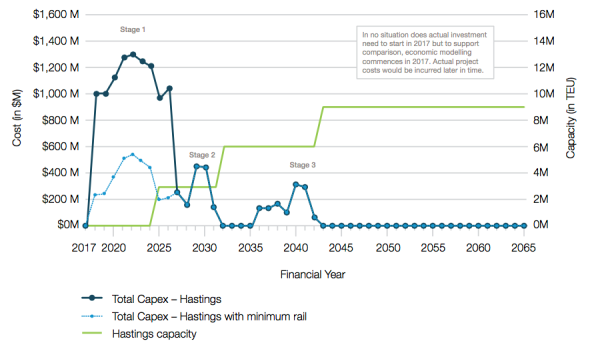 $1,600 M
16M
Stage 1
$1,400 M
14M
In no situation does actual investment
need to start in 2017 but to support
comparison, economic modelling
commences in 2017. Actual project
costs would be incurred later in time.
$1,200 M
12M
$1,000 M
10M
Cost (in $M)
Capacity (in TEU)
$800 M
8M
$600 M
6M
Stage 2
Stage 3
$400 M
4M
$200 M
2M
$0M
0M
2017 2020 2025 2030 2035 2040 2045 2050 2055 2060 2065
Financial Year
Total Capex – Hastings
Total Capex – Hastings with minimum rail
Hastings capacity